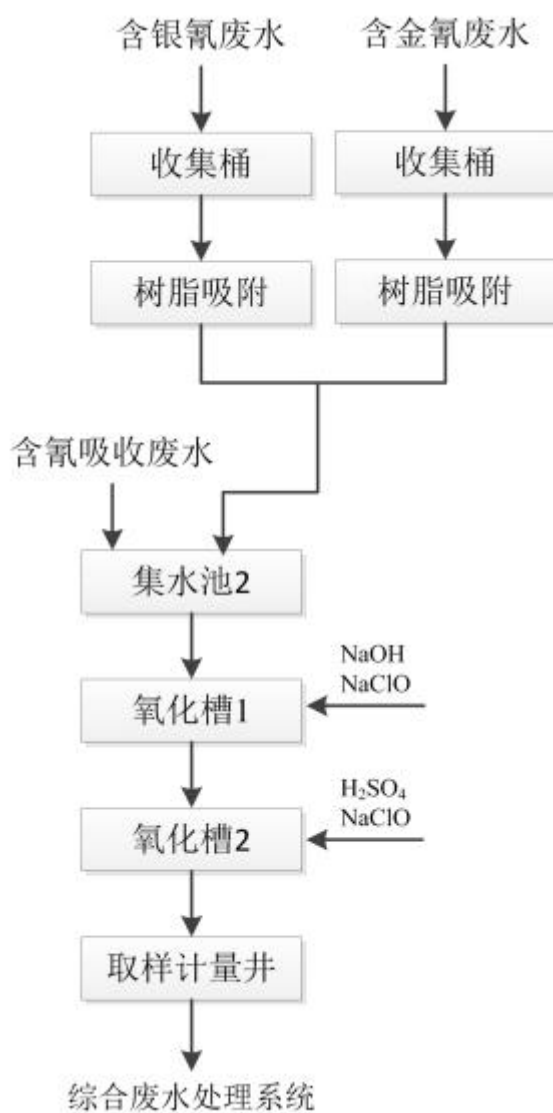 含银氰废水
含金氰废水
收集桶
收集桶
树脂吸附
树脂吸附
含氰吸收废水
集水池2
NaOH
NaClO
氧化槽1
H₂SO₄
NaClO
氧化槽2
取样计量井
综合废水处理系统